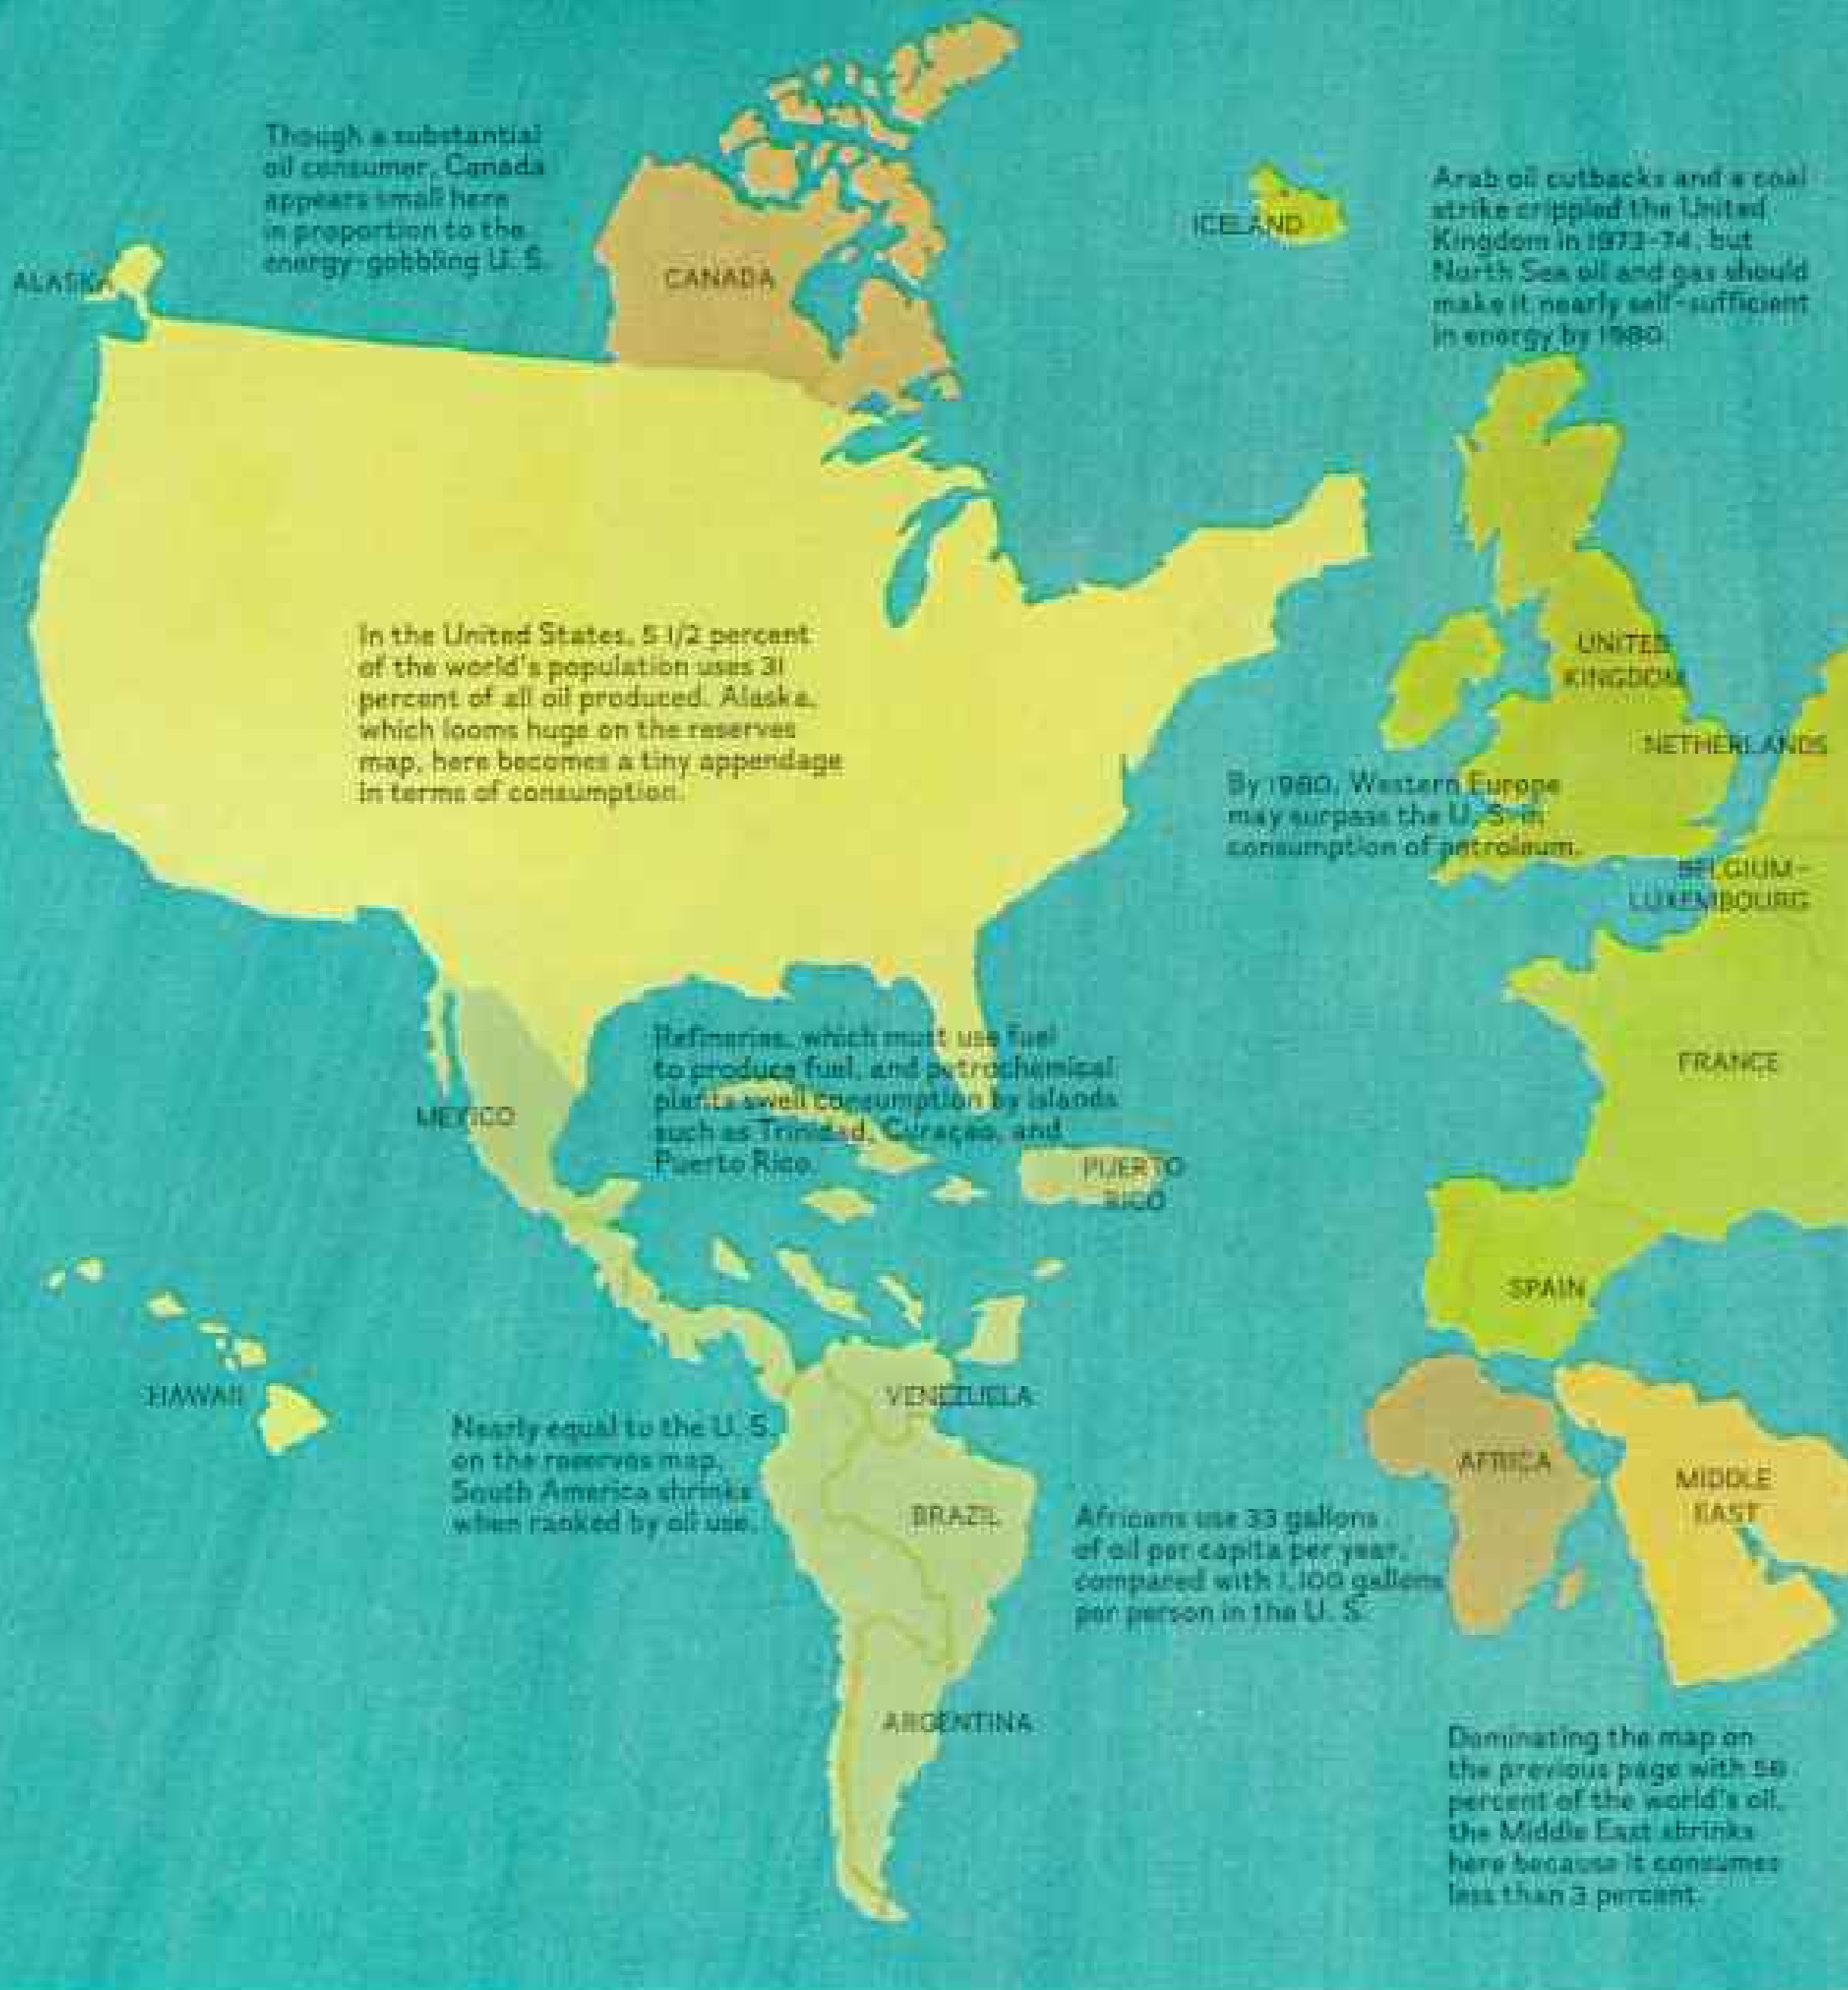 Though a substantial
oil consumer, Canada
appears small here
in proportion to the
energy-gobbling U. S.
CANADA
ALASKA
ICELAND
Arab oil cutbacks and a coal
strike crippled the United
Kingdom in 1973-74, but
North Sea oil and gas should
make it nearly self-sufficient
in energy by 1980.
In the United States, 5 1/2 percent
of the world's population uses 31
percent of all oil produced. Alaska,
which looms huge on the reserves
map, here becomes a tiny appendage
in terms of consumption.
UNITED
KINGDOM
NETHERLANDS
By 1980, Western Europe
may surpass the U. S. in
consumption of petroleum.
BELGIUM-
LUXEMBOURG
FRANCE
Refineries, which must use fuel
to produce fuel, and petrochemical
plants swell consumption by islands
such as Trinidad, Curaçao, and
Puerto Rico.
MEXICO
PUERTO
RICO
SPAIN
HAWAII
VENEZUELA
Nearly equal to the U. S.
on the reserves map,
South America shrinks
when ranked by oil use.
BRAZIL
AFRICA
MIDDLE
EAST
Africans use 33 gallons
of oil per capita per year,
compared with 1,100 gallons
per person in the U. S.
ARGENTINA
Dominating the map on
the previous page with 58
percent of the world's oil,
the Middle East shrinks
here because it consumes
less than 3 percent.